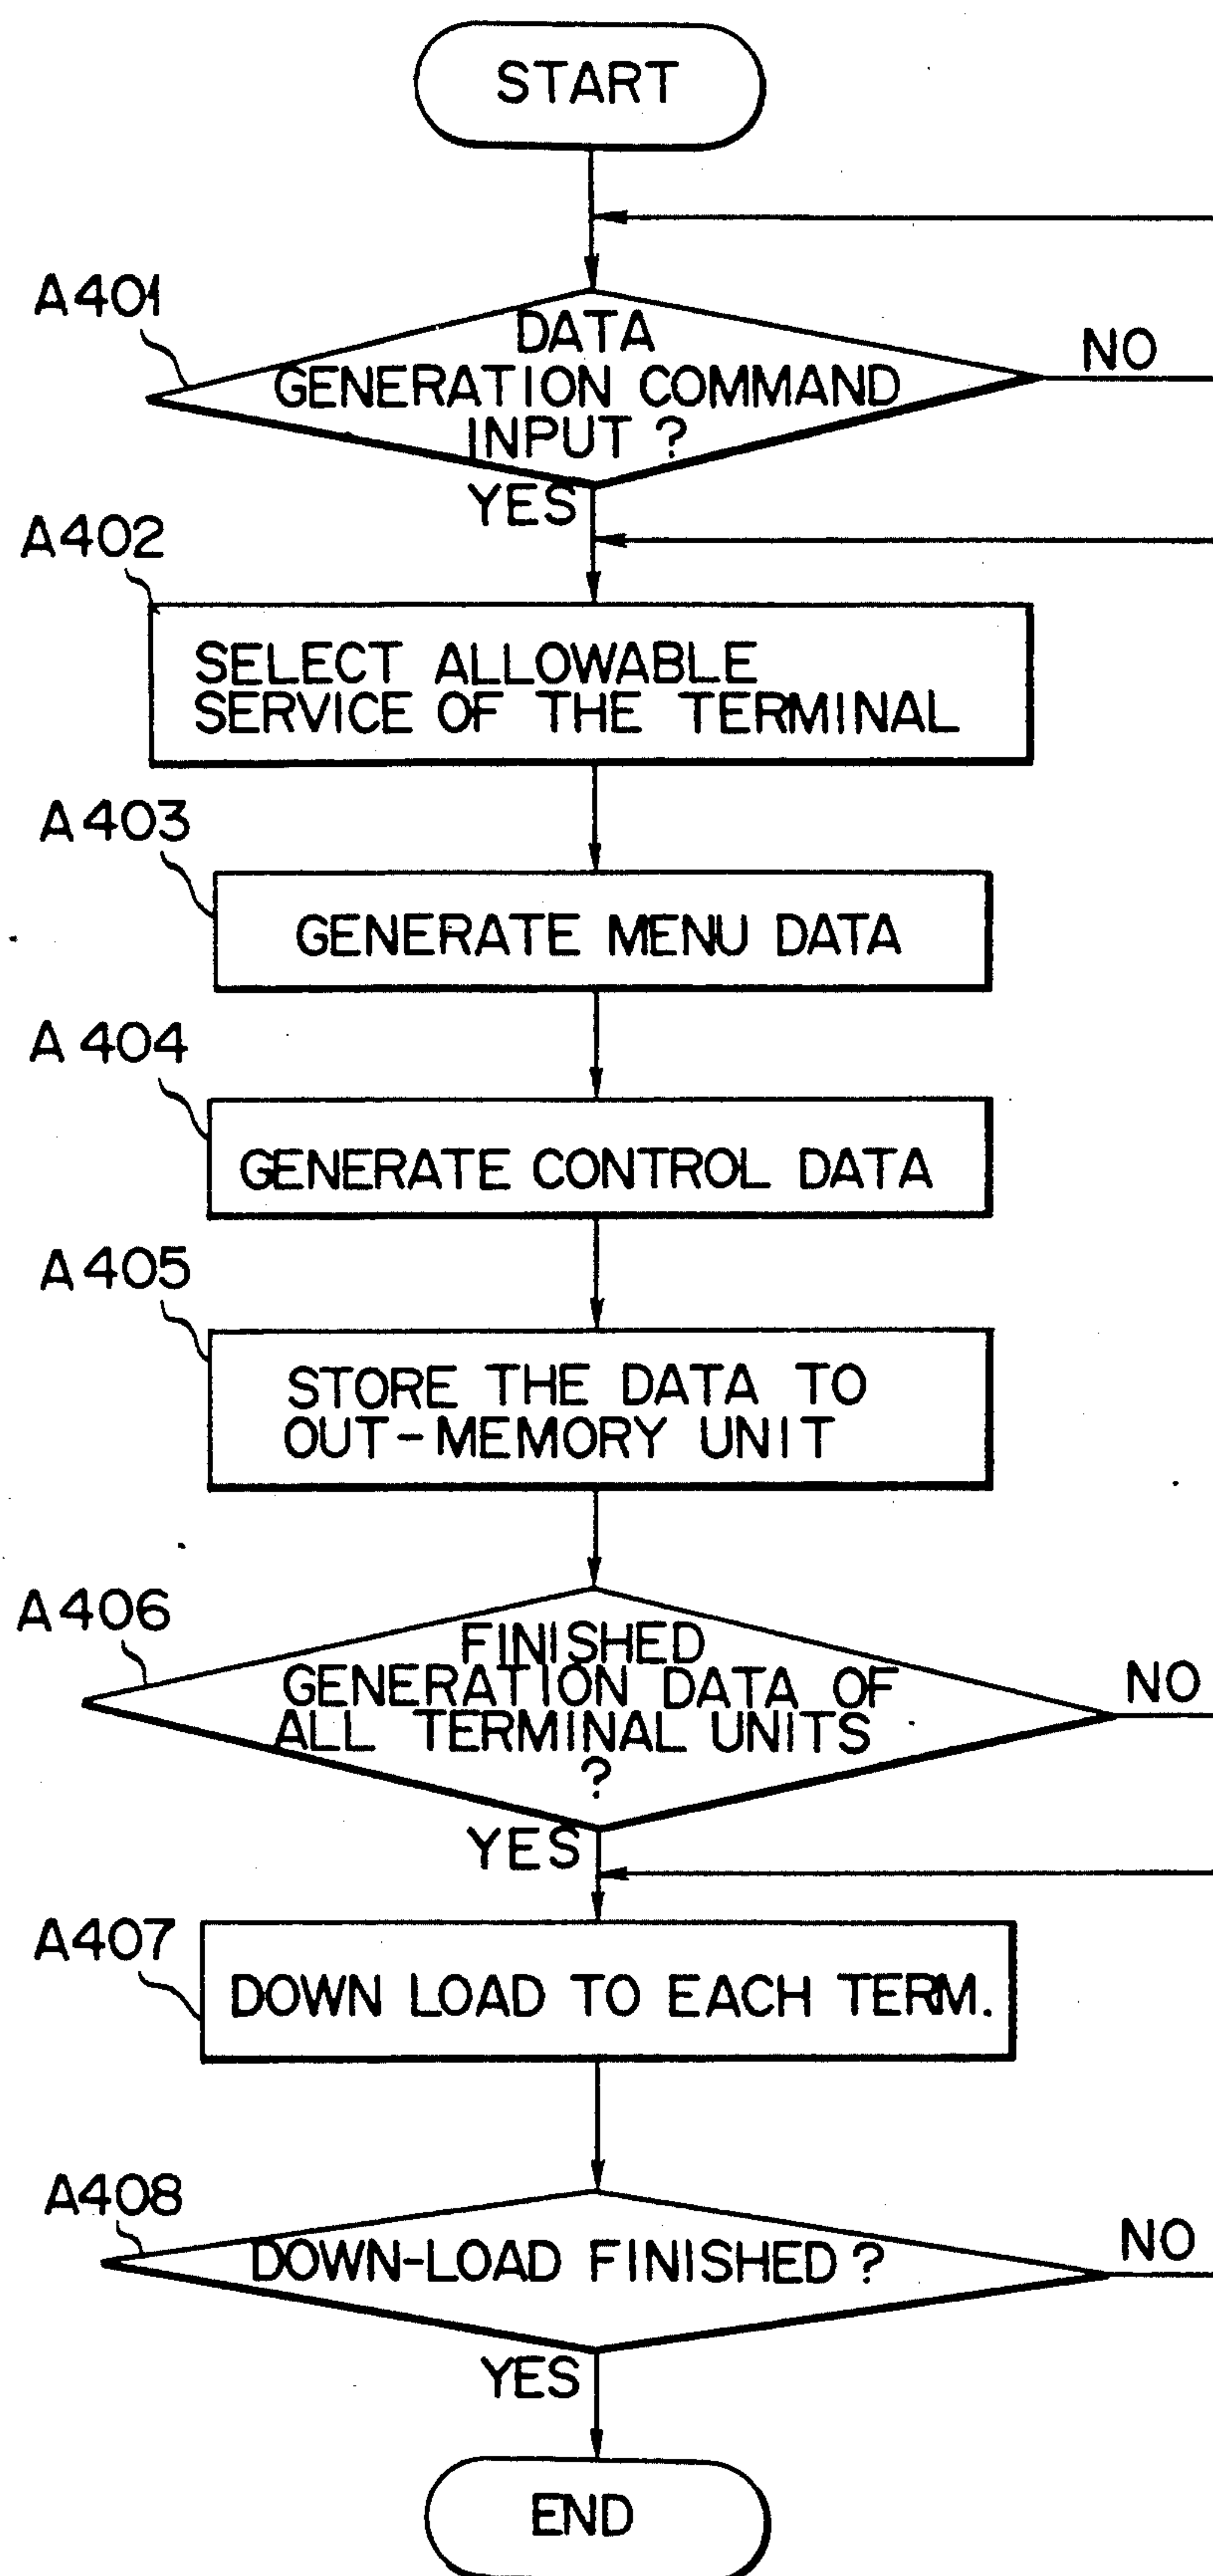 START
A401
DATA
GENERATION COMMAND
INPUT ?
NO
YES
A402
SELECT ALLOWABLE
SERVICE OF THE TERMINAL
A403
GENERATE MENU DATA
A404
GENERATE CONTROL DATA
A405
STORE THE DATA TO
OUT-MEMORY UNIT
A406
FINISHED
GENERATION DATA OF
ALL TERMINAL UNITS
?
NO
YES
A407
DOWN LOAD TO EACH TERM.
A408
DOWN-LOAD FINISHED ?
NO
YES
END